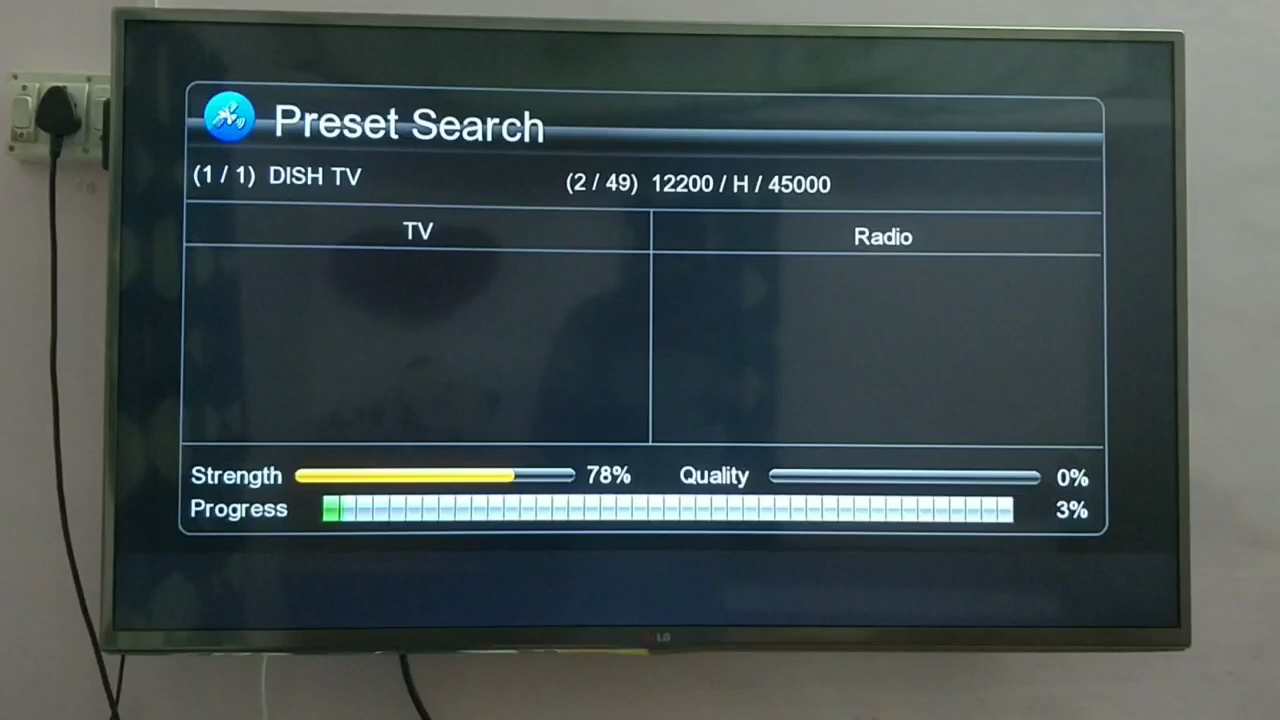 Preset Search
(1 / 1) DISH TV (2 / 49) 12200 / H / 45000
TV Radio
Strength 78% Quality 0%
Progress 3%
LG